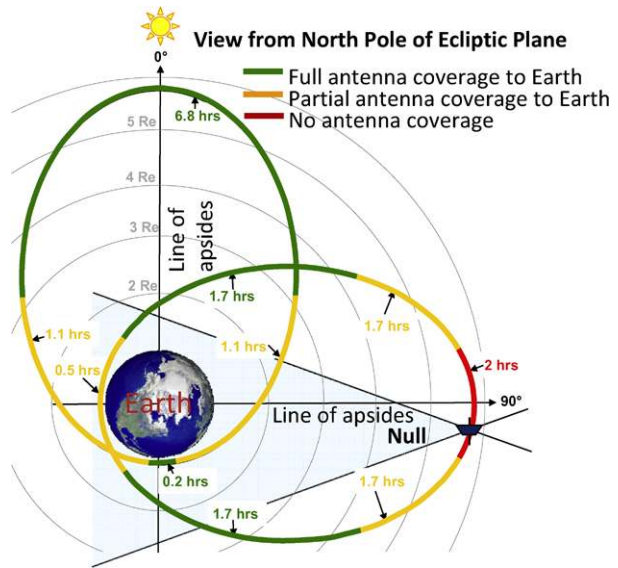 View from North Pole of Ecliptic Plane
0°
Full antenna coverage to Earth
Partial antenna coverage to Earth
No antenna coverage
6.8 hrs
5 Re
4 Re
3 Re
Line of
apsides
2 Re
1.7 hrs
1.7 hrs
1.1 hrs
1.1 hrs
0.5 hrs
2 hrs
Earth
Line of apsides
90°
Null
0.2 hrs
1.7 hrs
1.7 hrs